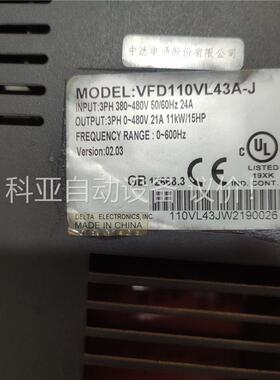 中达电通股份有限公司
MODEL:VFD110VL43A-J
INPUT:3PH 380~480V 50/60Hz 24A
OUTPUT:3PH 0~480V 21A 11kW/15HP
FREQUENCY RANGE : 0~600Hz
Version:02.03
LISTED
19XK
GB 12668.3
科亚自动设备议价
110VL43JW2190026
DELTA ELECTRONICS, INC.
MADE IN CHINA